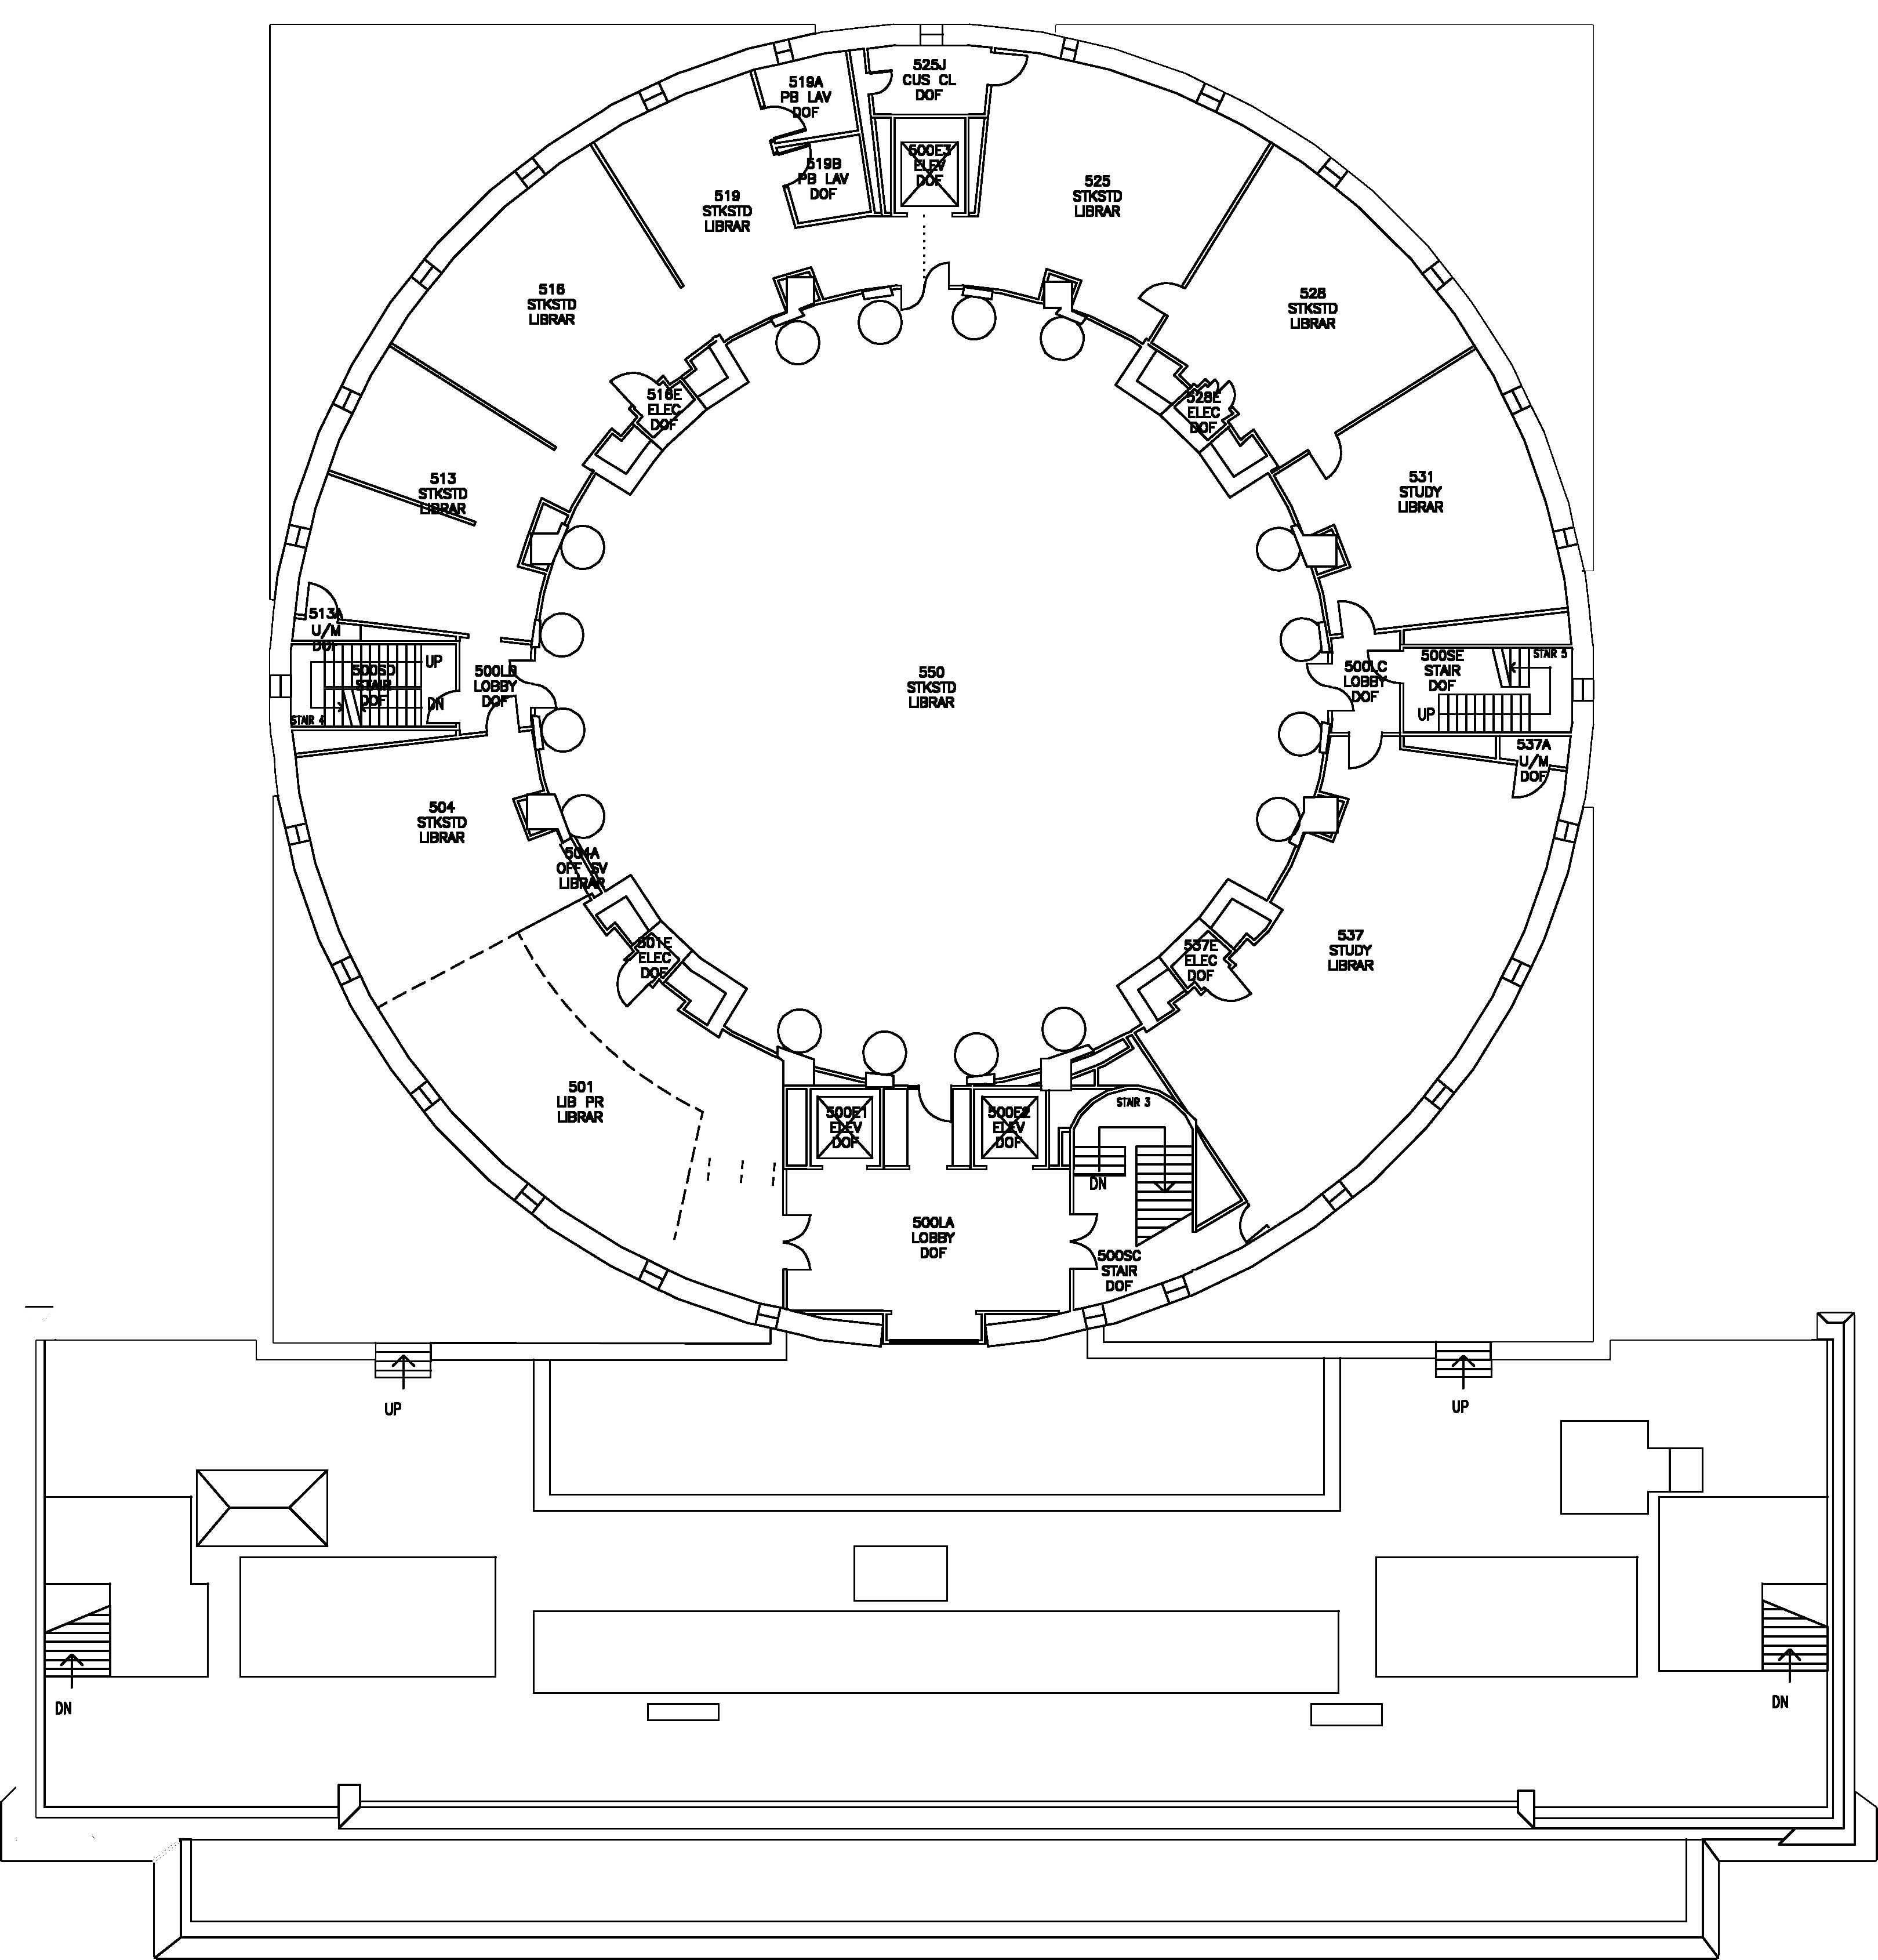 525J
CUS CL
DOF
519A
PB LAV
DOF
500E3
ELEV
DOF
519B
PB LAV
DOF
525
STKSTD
LIBRAR
519
STKSTD
LIBRAR
516
STKSTD
LIBRAR
528
STKSTD
LIBRAR
516E
ELEC
DOF
528E
ELEC
DOF
513
STKSTD
LIBRAR
531
STUDY
LIBRAR
513A
U/M
DOF
UP
500SD
STAIR
DOF
DN
STAIR 4
500LB
LOBBY
DOF
550
STKSTD
LIBRAR
500LC
LOBBY
DOF
500SE
STAIR
DOF
STAIR 5
UP
537A
U/M
DOF
504
STKSTD
LIBRAR
504A
OFF SV
LIBRAR
501E
ELEC
DOF
537E
ELEC
DOF
537
STUDY
LIBRAR
501
LIB PR
LIBRAR
500E1
ELEV
DOF
500E2
ELEV
DOF
STAIR 3
DN
500LA
LOBBY
DOF
500SC
STAIR
DOF
UP
UP
DN
DN